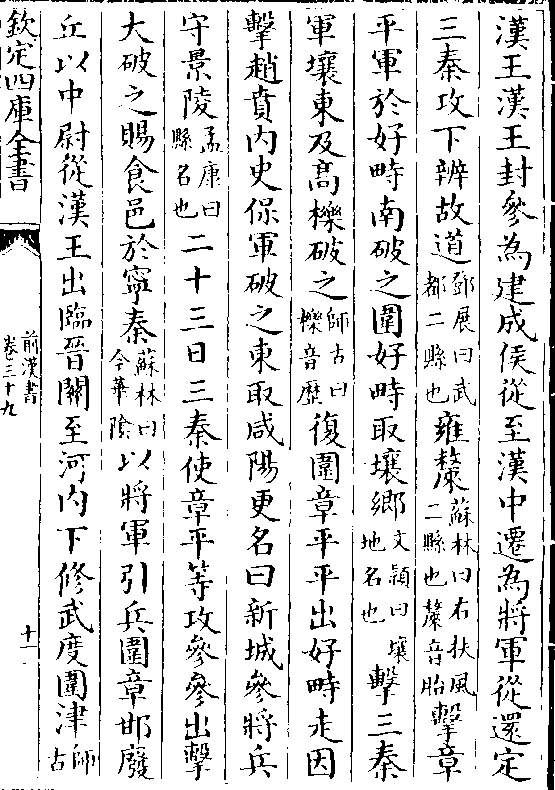 漢王漢王封參為建成侯從至漢中遷為將軍從還定
三秦攻下辨故道鄧展曰武都二縣也雍斄蘇林曰右扶風二縣也斄音胎擊章
平軍於好畤南破之圍好畤取壤鄉文穎曰壤地名也擊三秦
軍壤東及髙櫟破之師古曰櫟音歷復圍章平平出好畤走因
擊趙賁内史保軍破之東取咸陽更名曰新城參將兵
守景陵孟康曰縣名也二十三日三秦使章平等攻參參出擊
大破之賜食邑於寧秦蘇林曰今華隂以將軍引兵圍章邯廢
丘以中尉從漢王出臨晉關至河内下修武度圍津師古
欽定四庫全書
前漢書
卷三十九
十一